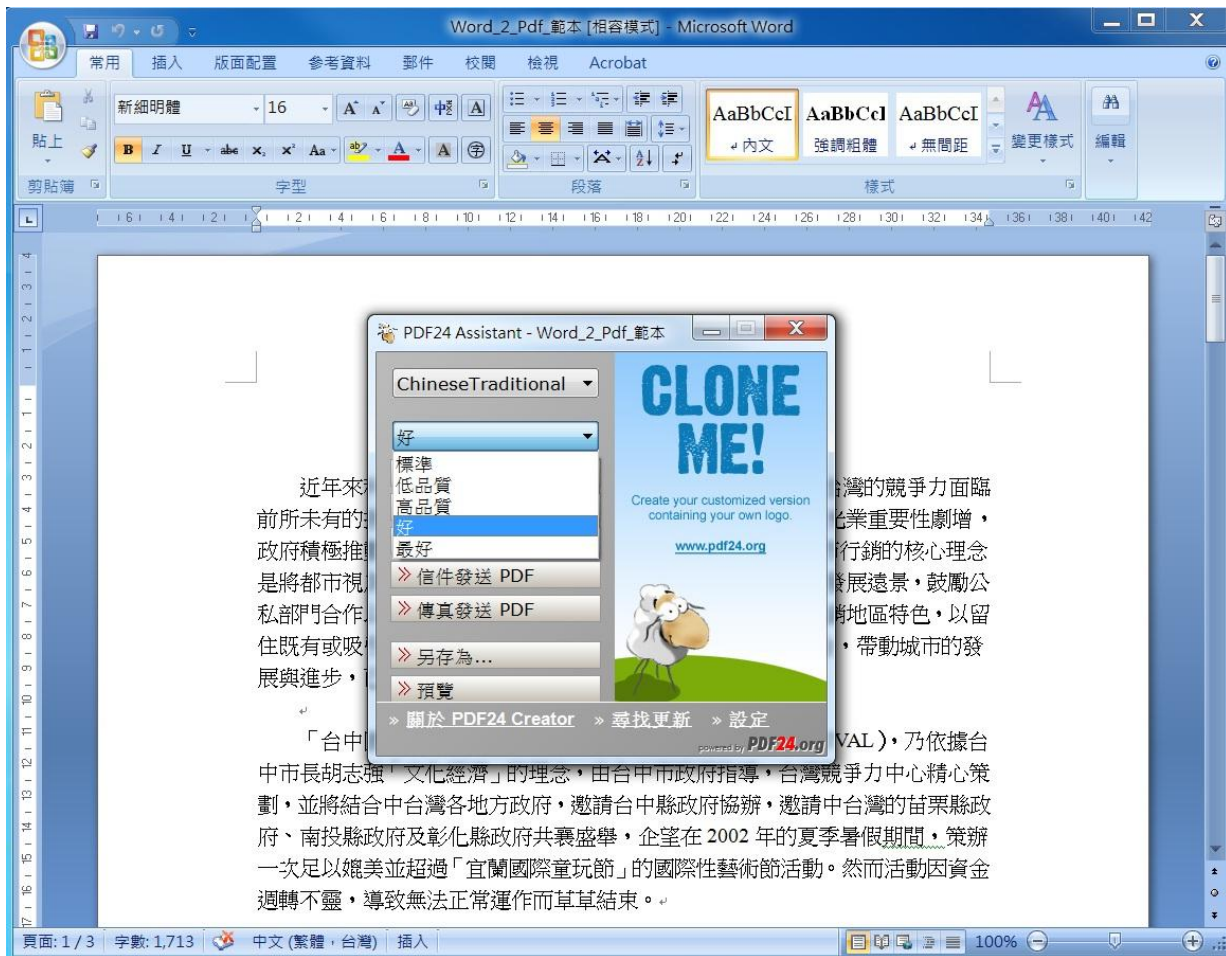 Word_2_Pdf_範本 [相容模式] - Microsoft Word
常用 插入 版面配置 參考資料 郵件 校閱 檢視 Acrobat
新細明體 16
貼上
AaBbCcI AaBbCcI AaBbCcI
內文 強調粗體 無間距
變更樣式 編輯
剪貼簿 字型 段落 樣式
PDF24 Assistant - Word_2_Pdf_範本
ChineseTraditional
好
標準
低品質
高品質
好
最好
信件發送 PDF
傳真發送 PDF
另存為...
預覽
CLONE
ME!
Create your customized version
containing your own logo.
www.pdf24.org
關於 PDF24 Creator 尋找更新 設定
powered by PDF24.org
近年來
台灣的競爭力面臨
前所未有的
業重要性劇增,
政府積極推
行銷的核心理念
是將都市視
發展遠景,鼓勵公
私部門合作
地區特色,以留
住既有或吸
,帶動城市的發
展與進步,
「台中
VAL),乃依據台
中市長胡志強「文化經濟」的理念,由台中市政府指導,台灣競爭力中心精心策
劃,並將結合中台灣各地方政府,邀請台中縣政府協辦,邀請中台灣的苗栗縣政
府、南投縣政府及彰化縣政府共襄盛舉,企望在 2002 年的夏季暑假期間,策辦
一次足以媲美並超過「宜蘭國際童玩節」的國際性藝術節活動。然而活動因資金
週轉不靈,導致無法正常運作而草草結束。
頁面: 1 / 3 字數: 1,713 中文 (繁體,台灣) 插入 100%